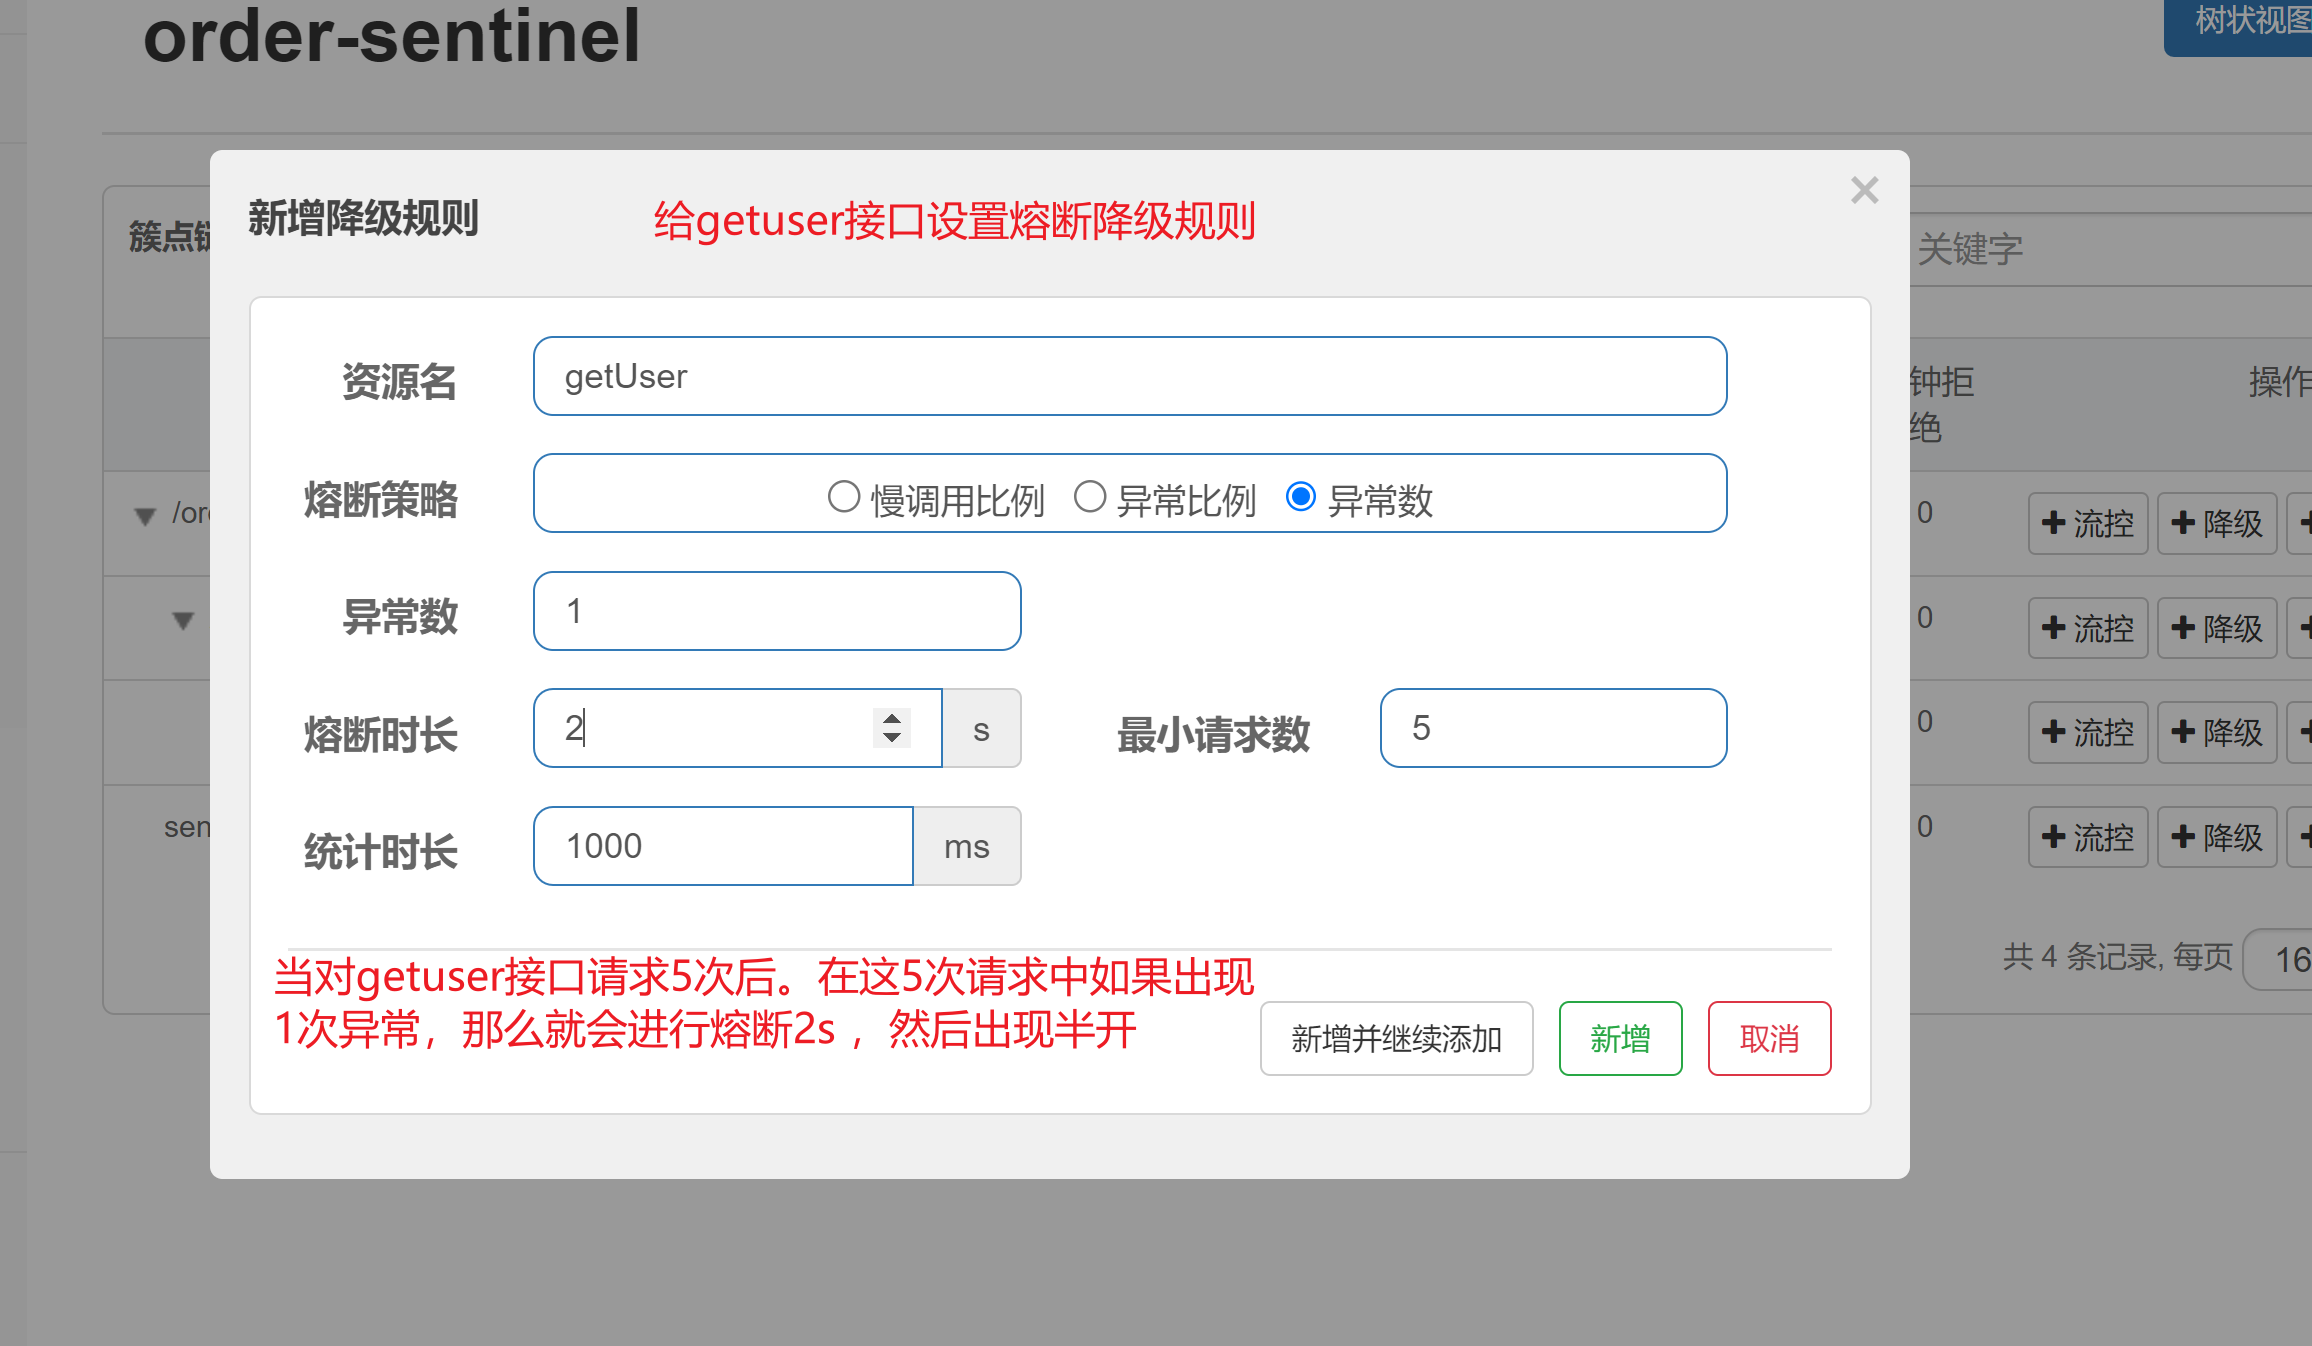 order-sentinel
树状视图
新增降级规则
给getuser接口设置熔断降级规则
×
簇点链
关键字
资源名
getUser
钟拒
绝
操作
熔断策略
慢调用比例
异常比例
异常数
/ord
0
流控
降级
异常数
1
0
流控
降级
熔断时长
2
s
最小请求数
5
0
流控
降级
统计时长
1000
ms
sen
0
流控
降级
当对getuser接口请求5次后。在这5次请求中如果出现
1次异常，那么就会进行熔断2s ，然后出现半开
新增并继续添加
新增
取消
共 4 条记录, 每页
16